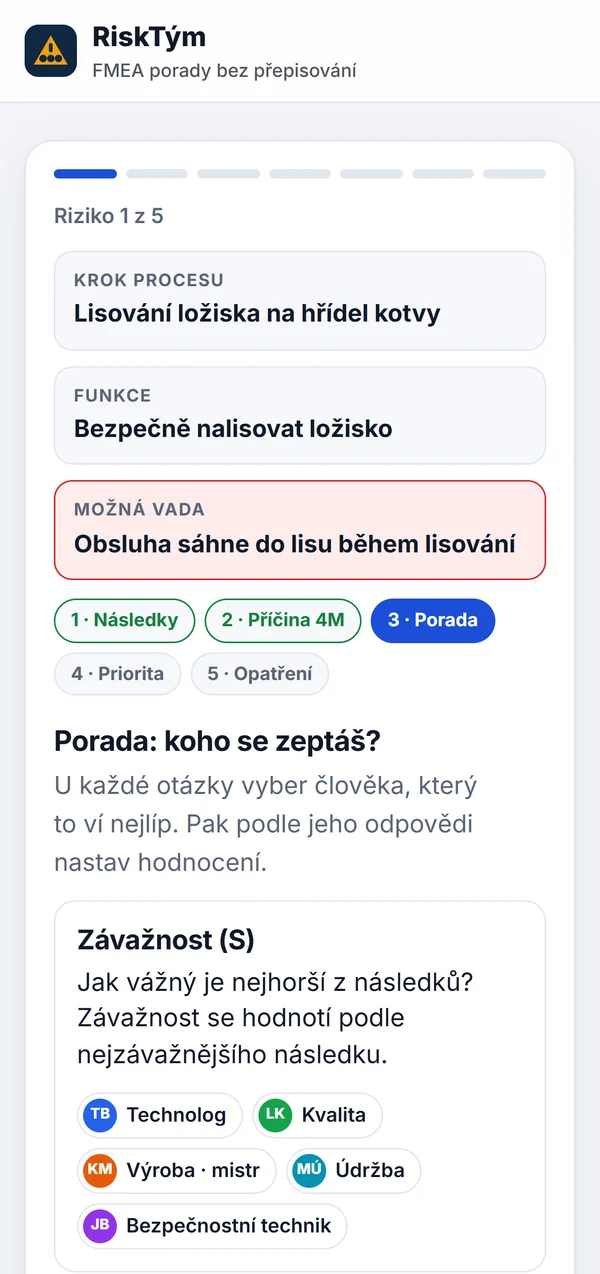 RiskTým
FMEA porady bez přepisování
Riziko 1 z 5
KROK PROCESU
Lisování ložiska na hřídel kotvy
FUNKCE
Bezpečně nalisovat ložisko
MOŽNÁ VADA
Obsluha sáhne do lisu během lisování
1 · Následky
2 · Příčina 4M
3 · Porada
4 · Priorita
5 · Opatření
Porada: koho se zeptáš?
U každé otázky vyber člověka, který
to ví nejlíp. Pak podle jeho odpovědi
nastav hodnocení.
Závažnost (S)
Jak vážný je nejhorší z následků?
Závažnost se hodnotí podle
nejzávažnějšího následku.
TB Technolog
LK Kvalita
KM Výroba · mistr
MÚ Údržba
JB Bezpečnostní technik